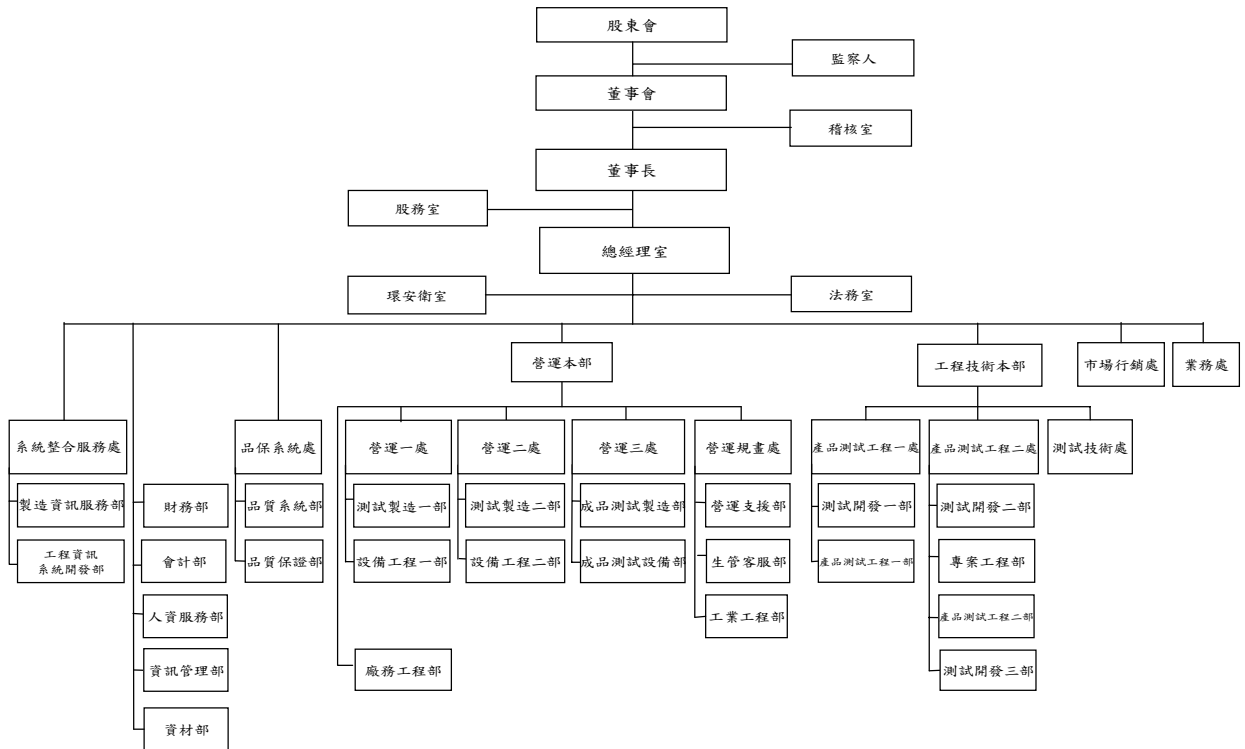 股東會
監察人
董事會
稽核室
董事長
股務室
總經理室
環安衛室
法務室
營運本部
工程技術本部
市場行銷處
業務處
系統整合服務處
品保系統處
營運一處
營運二處
營運三處
營運規畫處
產品測試工程一處
產品測試工程二處
測試技術處
製造資訊服務部
財務部
品質系統部
測試製造一部
測試製造二部
成品測試製造部
營運支援部
測試開發一部
測試開發二部
工程資訊
系統開發部
會計部
品質保證部
設備工程一部
設備工程二部
成品測試設備部
生管客服部
產品測試工程一部
專案工程部
人資服務部
工業工程部
產品測試工程二部
資訊管理部
廠務工程部
測試開發三部
資材部